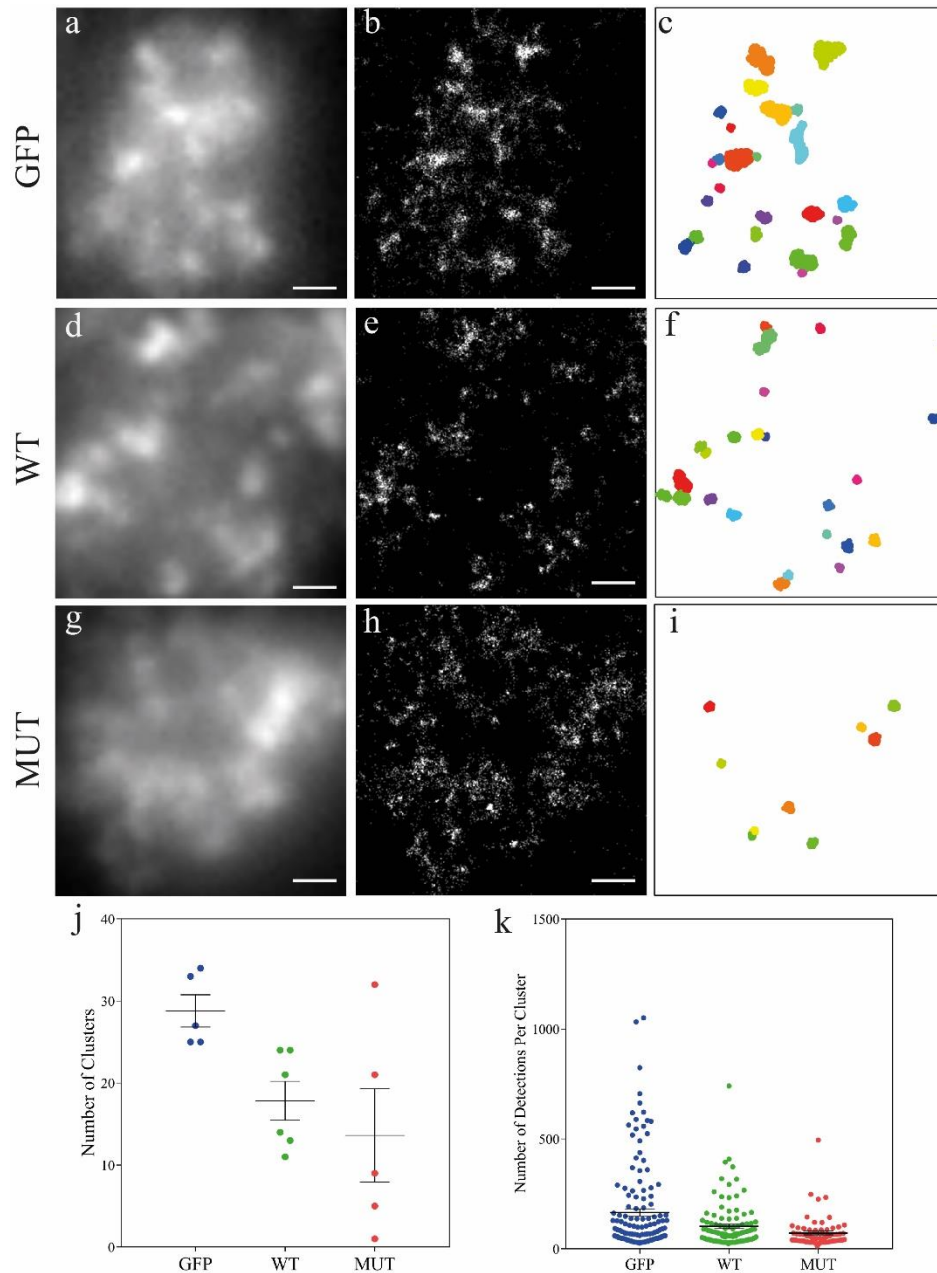 a
b
c
GFP
d
e
f
WT
g
h
i
MUT
j
40
30
20
10
0
Number of Clusters
GFP WT MUT
k
1500
1000
500
0
Number of Detections Per Cluster
GFP WT MUT